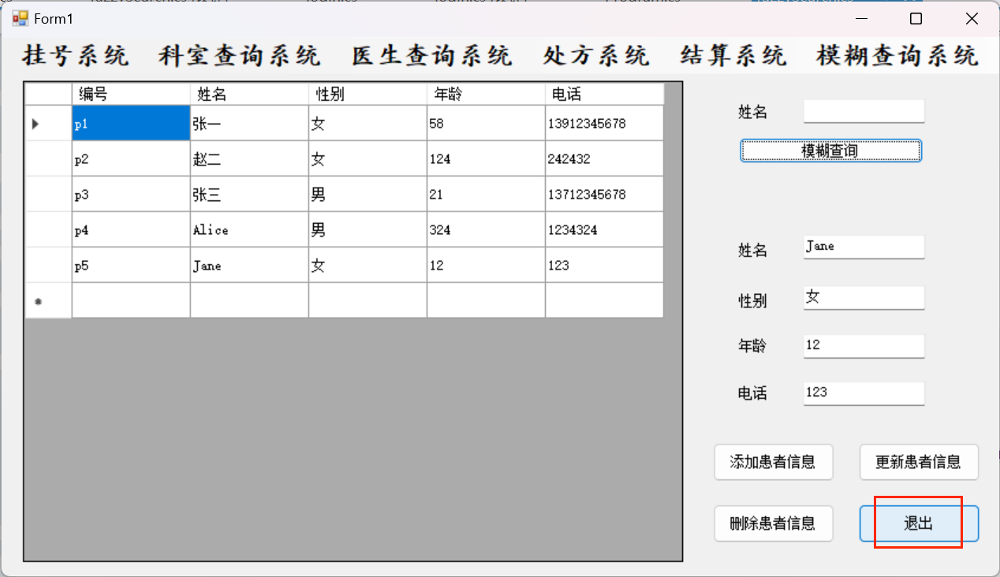 Form1
挂号系统 科室查询系统 医生查询系统 处方系统 结算系统 模糊查询系统
编号 姓名 性别 年龄 电话
p1 张一 女 58 13912345678
p2 赵二 女 124 242432
p3 张三 男 21 13712345678
p4 Alice 男 324 1234324
p5 Jane 女 12 123
姓名
模糊查询
姓名 Jane
性别 女
年龄 12
电话 123
添加患者信息 更新患者信息
删除患者信息 退出